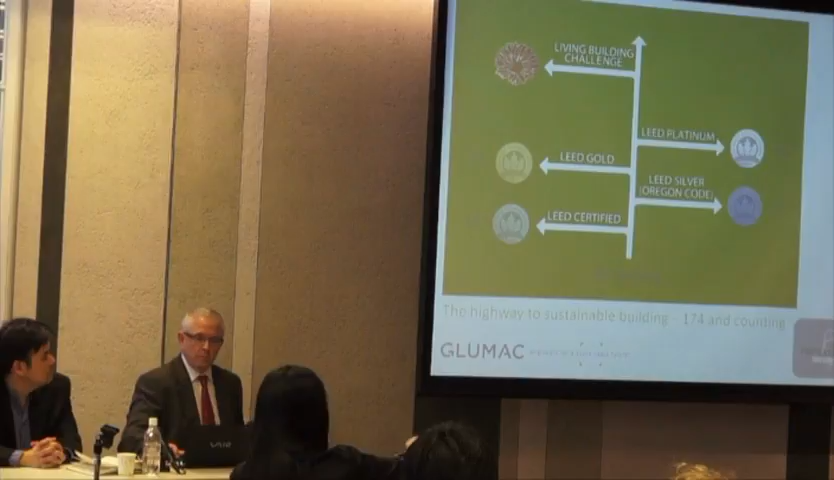 LIVING BUILDING
CHALLENGE
LEED PLATINUM
LEED GOLD
LEED SILVER
(OREGON CODE)
LEED CERTIFIED
The highway to sustainable building – 174 and counting
GLUMAC
VAIO